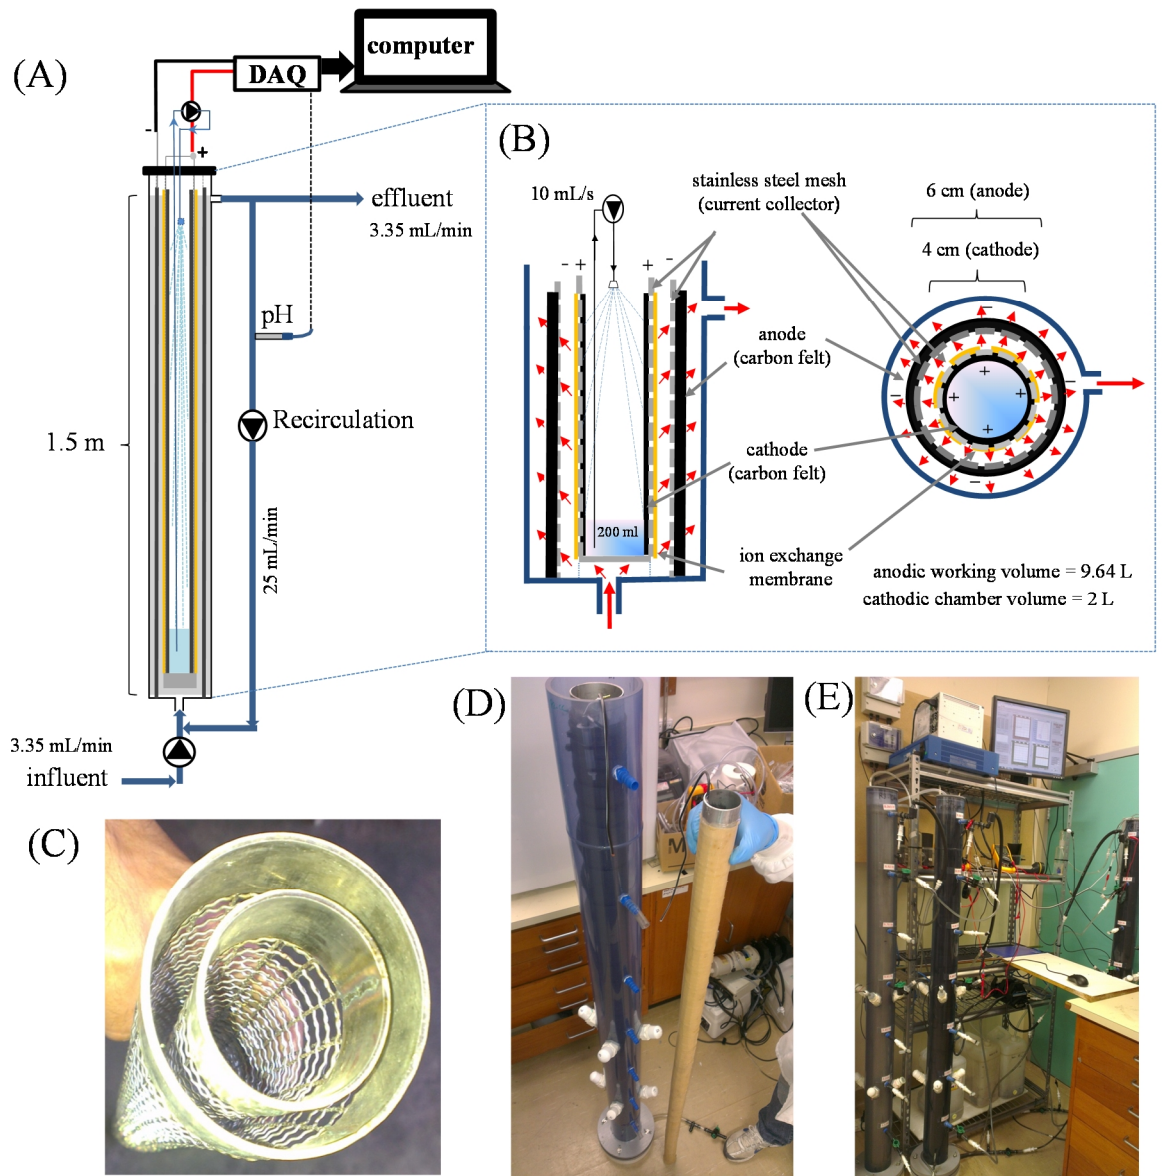 (A)
computer
DAQ
-
+
effluent
3.35 mL/min
pH
Recirculation
1.5 m
25 mL/min
3.35 mL/min
influent
(B)
10 mL/s
stainless steel mesh
(current collector)
6 cm (anode)
4 cm (cathode)
- + + -
anode
(carbon felt)
cathode
(carbon felt)
200 ml
ion exchange
membrane
anodic working volume = 9.64 L
cathodic chamber volume = 2 L
(C)
(D)
(E)